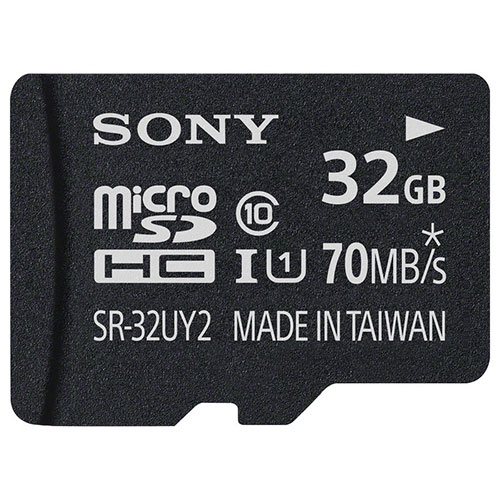 SONY
32GB
micro
SD
HC I U1 70MB/s*
10
SR-32UY2 MADE IN TAIWAN